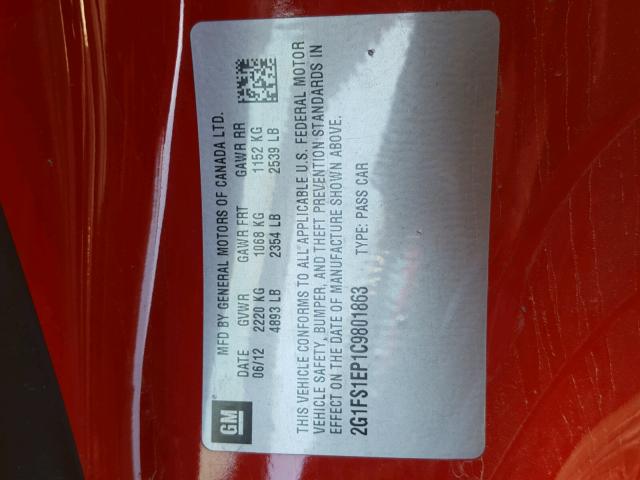 GM
MFD BY GENERAL MOTORS OF CANADA LTD.
DATE GVWR GAWR FRT GAWR RR
06/12 2220 KG 1068 KG 1152 KG
4893 LB 2354 LB 2539 LB
THIS VEHICLE CONFORMS TO ALL APPLICABLE U.S. FEDERAL MOTOR
VEHICLE SAFETY, BUMPER, AND THEFT PREVENTION STANDARDS IN
EFFECT ON THE DATE OF MANUFACTURE SHOWN ABOVE.
2G1FS1EP1C9801863 TYPE: PASS CAR